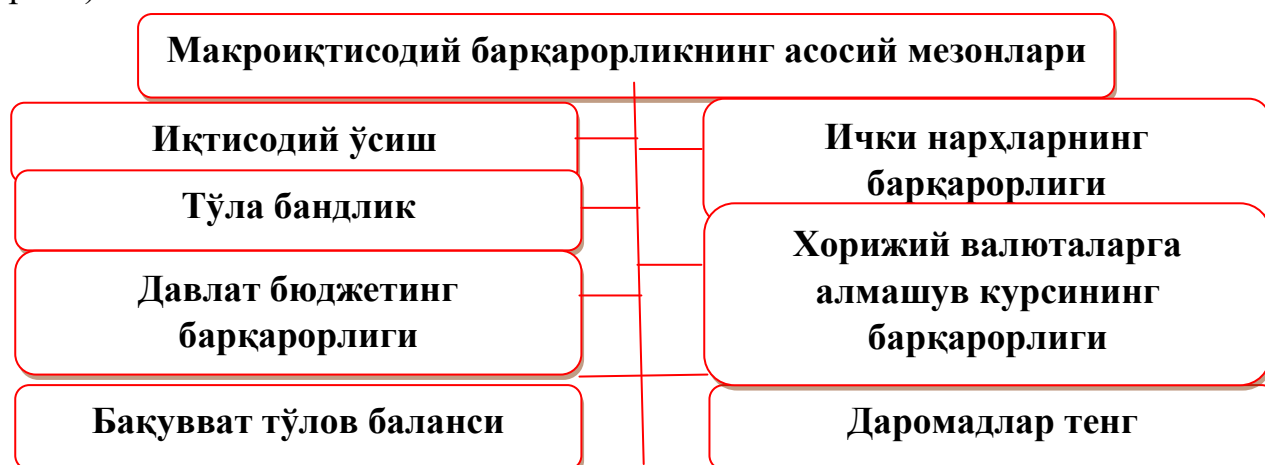 Макроиқтисодий барқарорликнинг асосий мезонлари
Иқтисодий ўсиш
Тўла бандлик
Давлат бюджетинг
барқарорлиги
Бақувват тўлов баланси
Ички нарҳларнинг
барқарорлиги
Хорижий валюталарга
алмашув курсининг
барқарорлиги
Даромадлар тенг